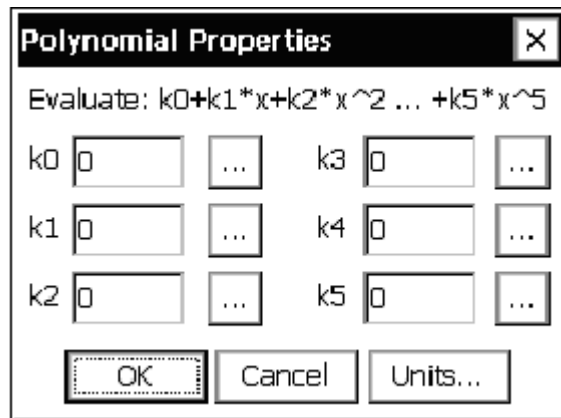 Polynomial Properties
Evaluate: k0+k1*x+k2*x^2 ... +k5*x^5
k0 0 ... k3 0 ...
k1 0 ... k4 0 ...
k2 0 ... k5 0 ...
OK Cancel Units...